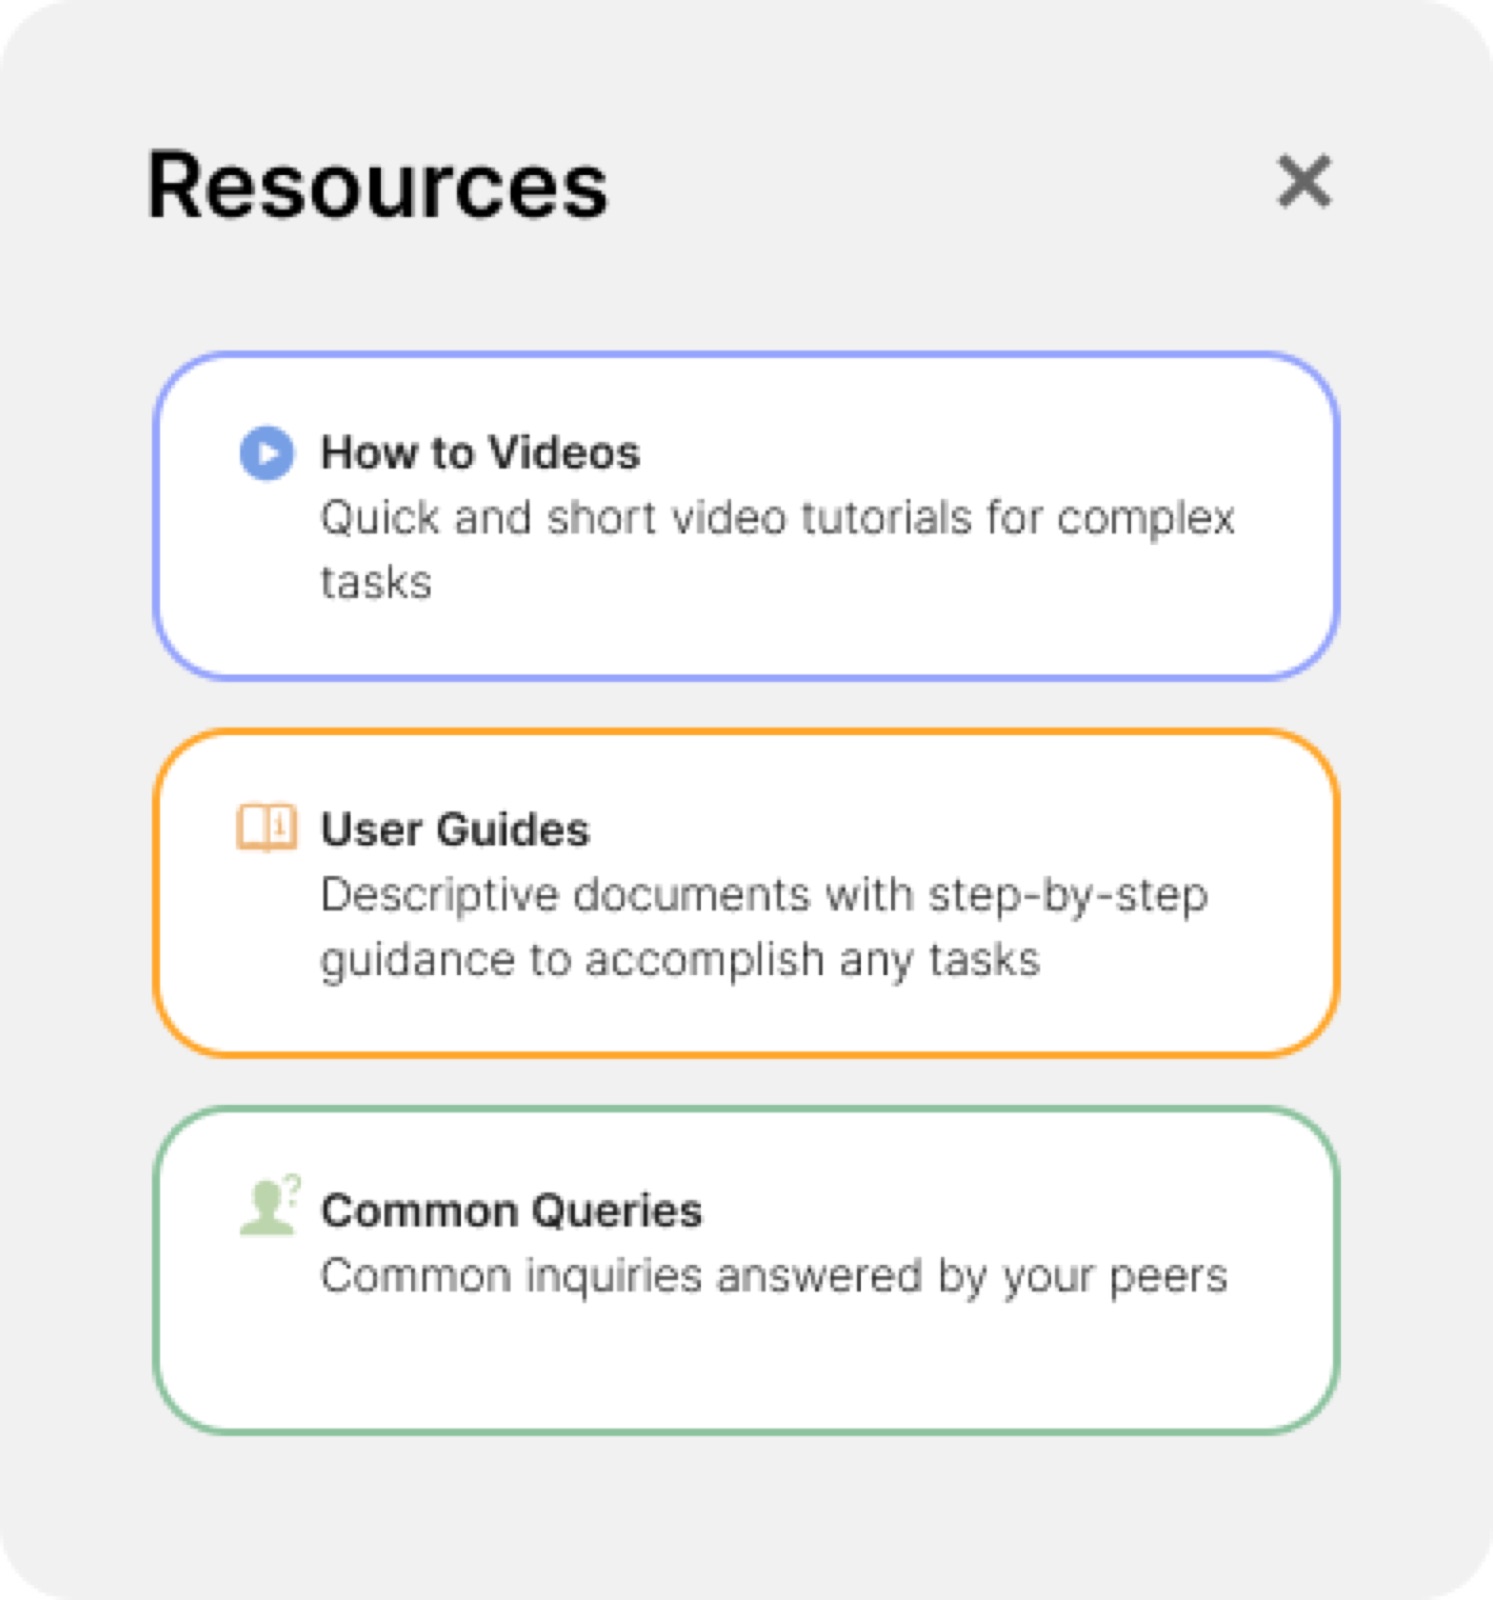 Resources
How to Videos
Quick and short video tutorials for complex
tasks
User Guides
Descriptive documents with step-by-step
guidance to accomplish any tasks
Common Queries
Common inquiries answered by your peers